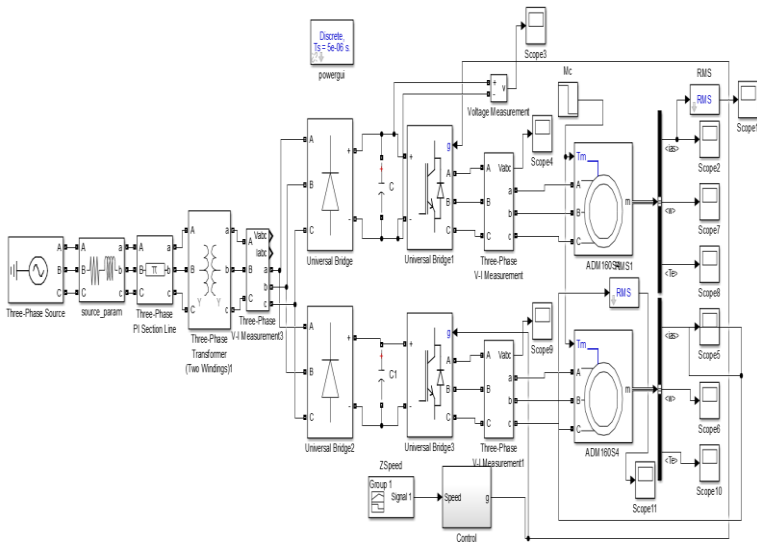 Discrete,
Ts = 5e-06 s.
powergui
Scope3
Voltage Measurement
+
-
v
Mc
RMS
RMS
Scope1
Scope2
Scope7
Scope8
<is>
<Te>
A
B
C
+
-
Universal Bridge
C
g
A
B
C
+
-
Universal Bridge1
Scope4
Vabc
A
B
C
a
b
c
Three-Phase
V-I Measurement
Tm
A
B
C
m
RMS1
RMS
A
B
C
Three-Phase Source
A
B
C
a
b
c
source_param
A
B
C
a
b
c
π
Three-Phase
PI Section Line
A
B
C
a
b
c
Y
Y
Three-Phase
Transformer
(Two Windings)1
Vabc
Iabc
A
B
C
a
b
c
Three-Phase
V-I Measurement3
A
B
C
+
-
Universal Bridge2
C1
g
A
B
C
+
-
Universal Bridge3
Scope9
Vabc
A
B
C
a
b
c
Three-Phase
V-I Measurement1
Tm
A
B
C
m
ADM160S4
Scope5
Scope6
Scope10
<Te>
Scope11
ZSpeed
Group 1
Signal 1
Speed
g
Control